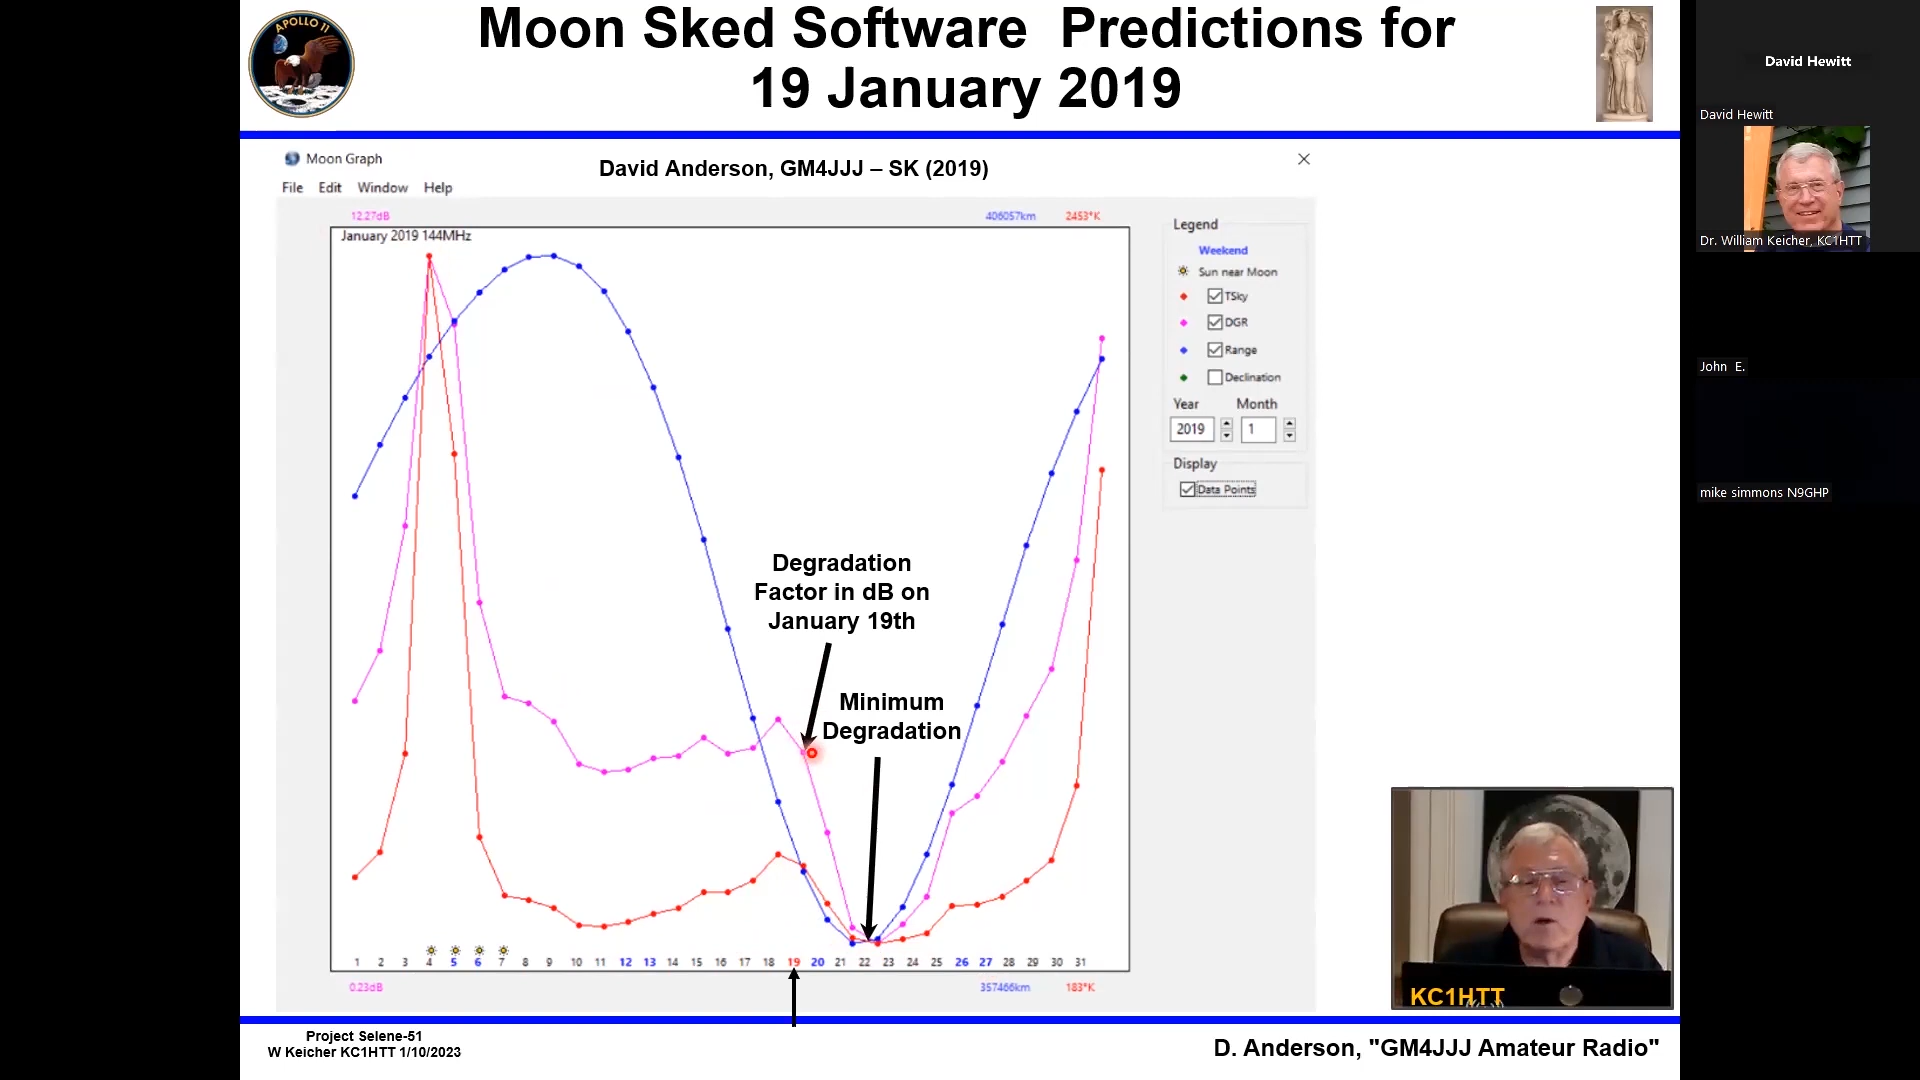 APOLLO 11
Moon Sked Software  Predictions for
19 January 2019
Moon Graph
David Anderson, GM4JJJ – SK (2019)
File Edit Window Help
12.27dB
406057km
2453°K
January 2019 144MHz
Legend
Weekend
Sun near Moon
TSky
DGR
Range
Declination
Year Month
2019 1
Display
Data Points
Degradation
Factor in dB on
January 19th
Minimum
Degradation
1 2 3 4 5 6 7 8 9 10 11 12 13 14 15 16 17 18 19 20 21 22 23 24 25 26 27 28 29 30 31
0.23dB
357466km
183°K
Project Selene-51
W Keicher KC1HTT 1/10/2023
D. Anderson, "GM4JJJ Amateur Radio"
KC1HTT
David Hewitt
David Hewitt
Dr. William Keicher, KC1HTT
John E.
mike simmons N9GHP